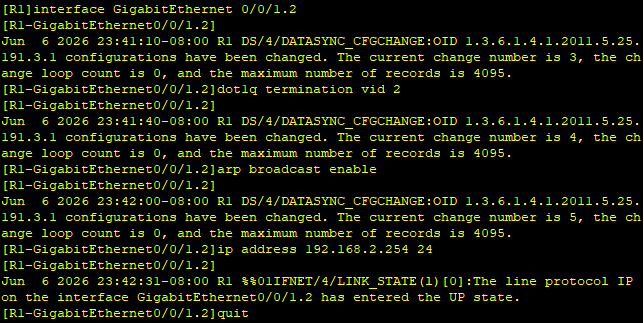 [R1]interface GigabitEthernet 0/0/1.2
[R1-GigabitEthernet0/0/1.2]
Jun  6 2026 23:41:10-08:00 R1 DS/4/DATASYNC_CFGCHANGE:OID 1.3.6.1.4.1.2011.5.25.
191.3.1 configurations have been changed. The current change number is 3, the ch
ange loop count is 0, and the maximum number of records is 4095.
[R1-GigabitEthernet0/0/1.2]dot1q termination vid 2
[R1-GigabitEthernet0/0/1.2]
Jun  6 2026 23:41:40-08:00 R1 DS/4/DATASYNC_CFGCHANGE:OID 1.3.6.1.4.1.2011.5.25.
191.3.1 configurations have been changed. The current change number is 4, the ch
ange loop count is 0, and the maximum number of records is 4095.
[R1-GigabitEthernet0/0/1.2]arp broadcast enable
[R1-GigabitEthernet0/0/1.2]
Jun  6 2026 23:42:00-08:00 R1 DS/4/DATASYNC_CFGCHANGE:OID 1.3.6.1.4.1.2011.5.25.
191.3.1 configurations have been changed. The current change number is 5, the ch
ange loop count is 0, and the maximum number of records is 4095.
[R1-GigabitEthernet0/0/1.2]ip address 192.168.2.254 24
[R1-GigabitEthernet0/0/1.2]
Jun  6 2026 23:42:31-08:00 R1 %%01IFNET/4/LINK_STATE(l)[0]:The line protocol IP
on the interface GigabitEthernet0/0/1.2 has entered the UP state.
[R1-GigabitEthernet0/0/1.2]quit